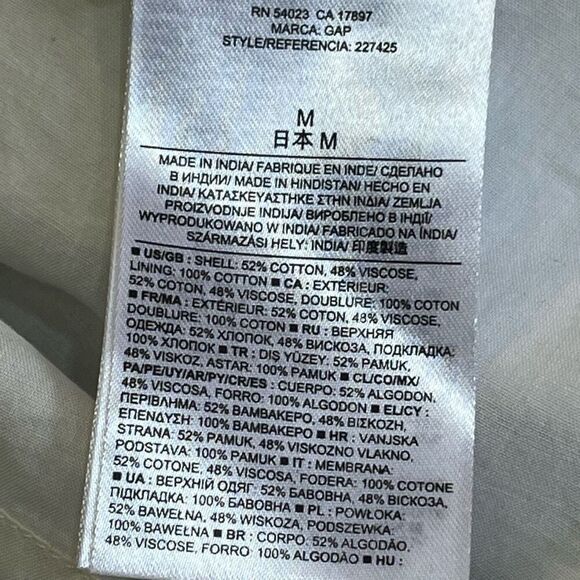 RN 54023 CA 17897
MARCA: GAP
STYLE/REFERENCIA: 227425
M
日本 M
MADE IN INDIA/ FABRIQUE EN INDE/ СДЕЛАНО
В ИНДИИ/ MADE IN HINDISTAN/ HECHO EN
INDIA/ ΚΑΤΑΣΚΕΥΑΣΤΗΚΕ ΣΤΗΝ ΙΝΔΙΑ/ ZEMLJA
PROIZVODNJE INDIJA/ ВИРОБЛЕНО В ІНДІЇ/
WYPRODUKOWANO W INDIA/ FABRICADO NA ÍNDIA/
SZÁRMAZÁSI HELY: INDIA/ 印度製造
■ US/GB : SHELL: 52% COTTON, 48% VISCOSE,
LINING: 100% COTTON ■ CA : EXTÉRIEUR:
52% COTON, 48% VISCOSE, DOUBLURE: 100% COTON
■ FR/MA : EXTÉRIEUR: 52% COTON, 48% VISCOSE,
DOUBLURE: 100% COTON ■ RU : ВЕРХНЯЯ
ОДЕЖДА: 52% ХЛОПОК, 48% ВИСКОЗА, ПОДКЛАДКА:
100% ХЛОПОК ■ TR : DIŞ YÜZEY: 52% PAMUK,
48% VISKOZ, ASTAR: 100% PAMUK ■ CL/CO/MX/
PA/PE/UY/AR/PY/CR/ES : CUERPO: 52% ALGODON,
48% VISCOSA, FORRO: 100% ALGODON ■ EL/CY :
ΠΕΡΙΒΛΗΜΑ: 52% ΒΑΜΒΑΚΕΡΟ, 48% ΒΙΣΚΟΖΗ,
ΕΠΕΝΔΥΣΗ: 100% ΒΑΜΒΑΚΕΡΟ ■ HR : VANJSKA
STRANA: 52% PAMUK, 48% VISKOZNO VLAKNO,
PODSTAVA: 100% PAMUK ■ IT : MEMBRANA:
52% COTONE, 48% VISCOSA, FODERA: 100% COTONE
■ UA : ВЕРХНІЙ ОДЯГ: 52% БАВОВНА, 48% ВІСКОЗА,
ПІДКЛАДКА: 100% БАВОВНА ■ PL : POWŁOKA:
52% BAWEŁNA, 48% WISKOZA, PODSZEWKA:
100% BAWEŁNA ■ BR : CORPO: 52% ALGODÃO,
48% VISCOSE, FORRO: 100% ALGODÃO ■ HU :